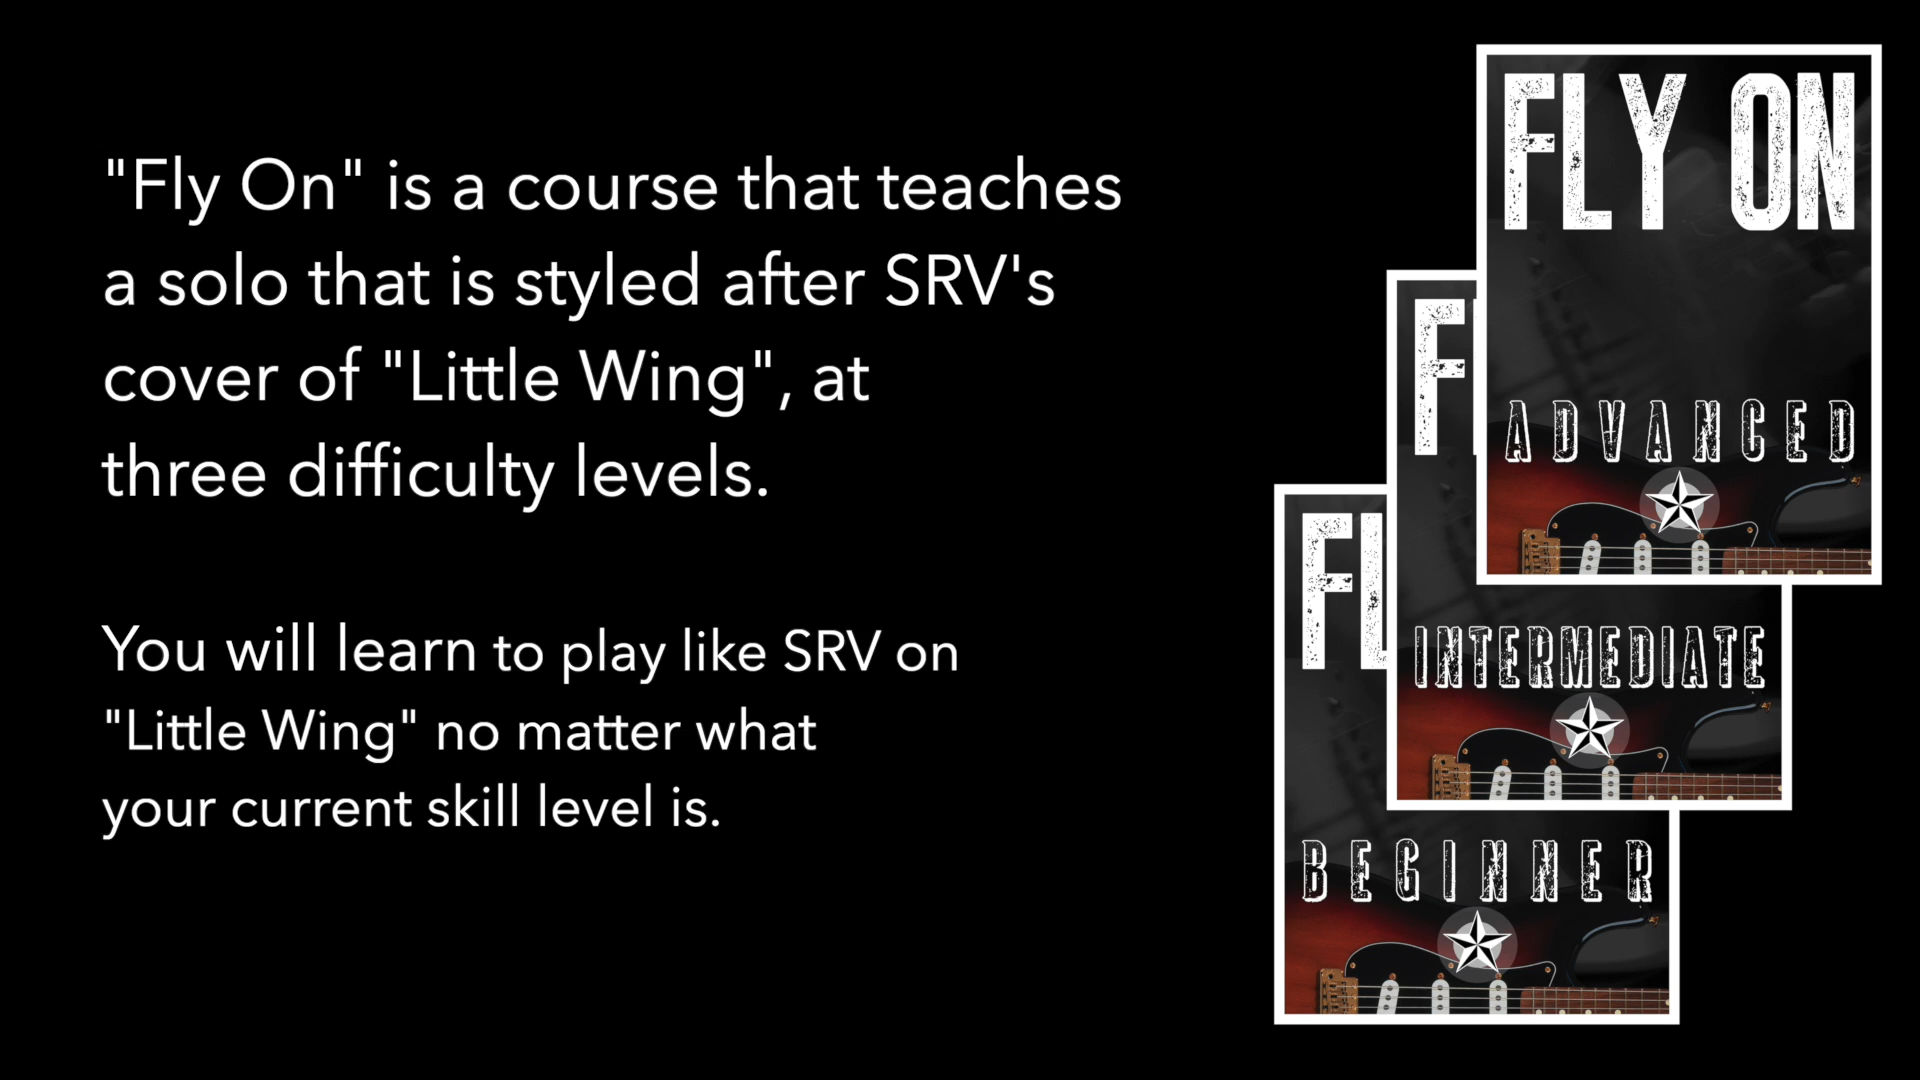 "Fly On" is a course that teaches
a solo that is styled after SRV's
cover of "Little Wing", at
three difficulty levels.
You will learn to play like SRV on
"Little Wing" no matter what
your current skill level is.
FLY ON
ADVANCED
F
INTERMEDIATE
FL
BEGINNER